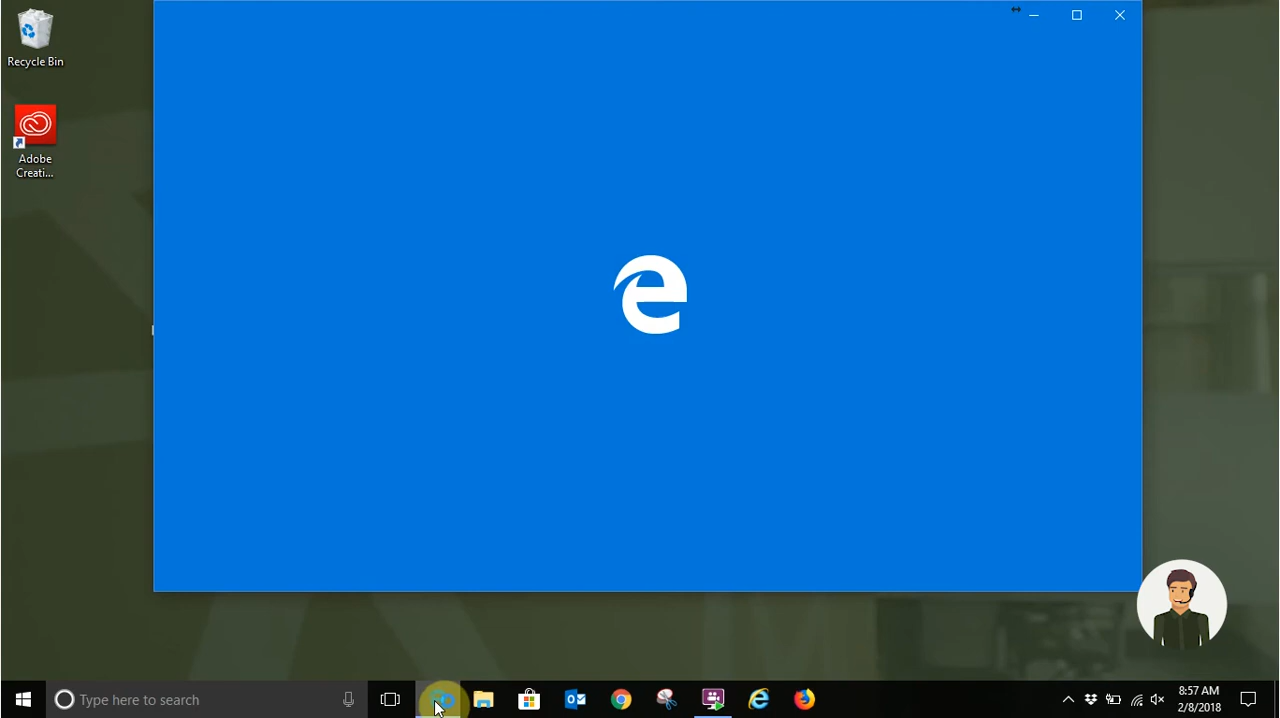 Recycle Bin
Adobe
Creati...
Type here to search
8:57 AM
2/8/2018